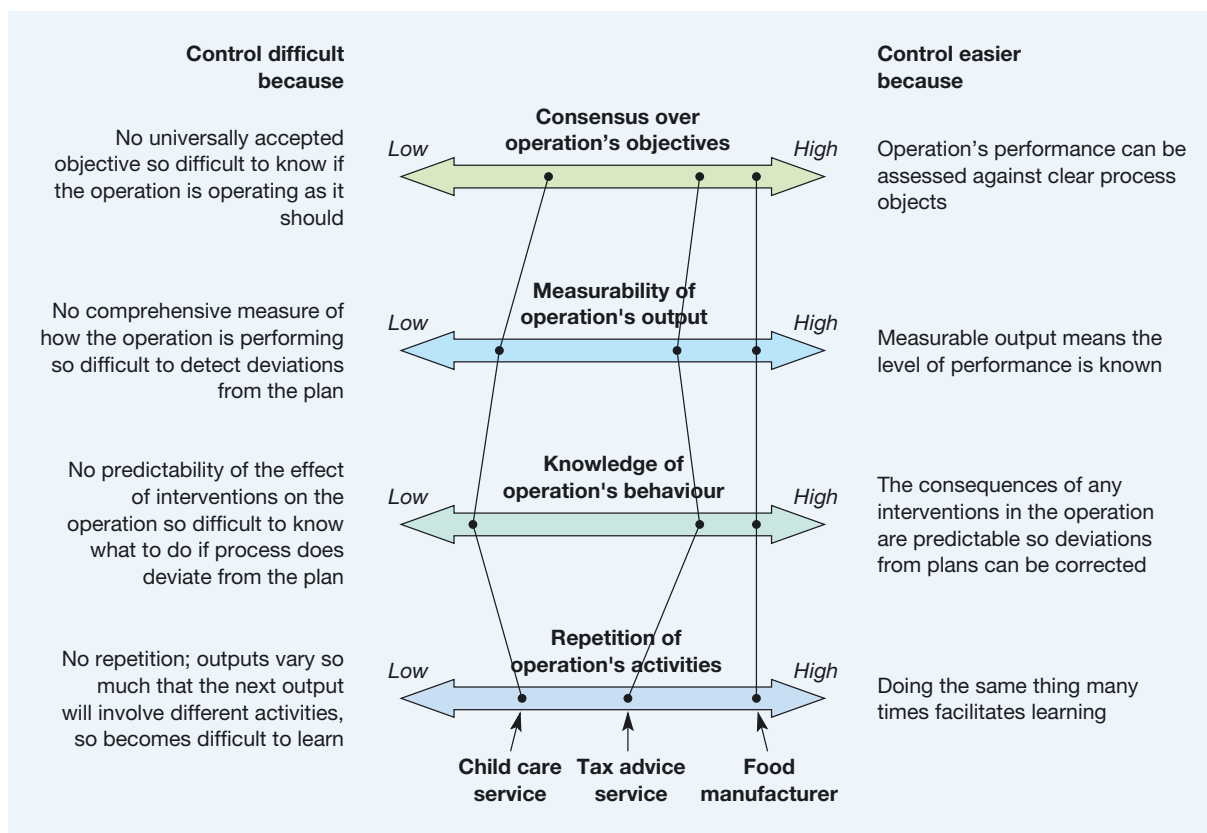 Control difficult
because
Control easier
because
No universally accepted
objective so difficult to know if
the operation is operating as it
should
Low
Consensus over
operation’s objectives
High
Operation’s performance can be
assessed against clear process
objects
No comprehensive measure of
how the operation is performing
so difficult to detect deviations
from the plan
Low
Measurability of
operation's output
High
Measurable output means the
level of performance is known
No predictability of the effect
of interventions on the
operation so difficult to know
what to do if process does
deviate from the plan
Low
Knowledge of
operation's behaviour
High
The consequences of any
interventions in the operation
are predictable so deviations
from plans can be corrected
No repetition; outputs vary so
much that the next output
will involve different activities,
so becomes difficult to learn
Low
Repetition of
operation's activities
High
Doing the same thing many
times facilitates learning
Child care
service
Tax advice
service
Food
manufacturer